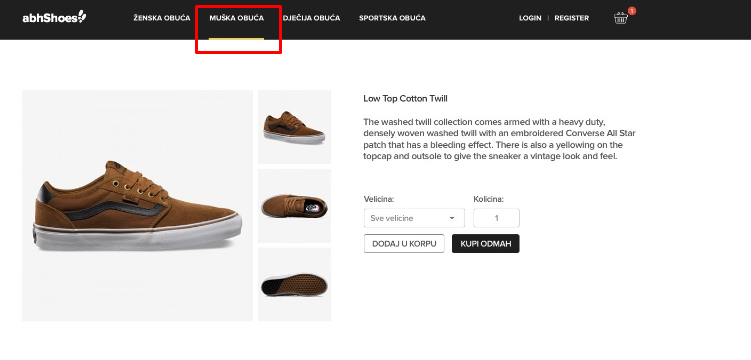 abhShoes
ŽENSKA OBUĆA
MUŠKA OBUĆA
DJEČIJA OBUĆA
SPORTSKA OBUĆA
LOGIN | REGISTER
1
Low Top Cotton Twill
The washed twill collection comes armed with a heavy duty,
densely woven washed twill with an embroidered Converse All Star
patch that has a bleeding effect. There is also a yellowing on the
topcap and outsole to give the sneaker a vintage look and feel.
Velicina:
Kolicina:
Sve velicine
1
DODAJ U KORPU
KUPI ODMAH